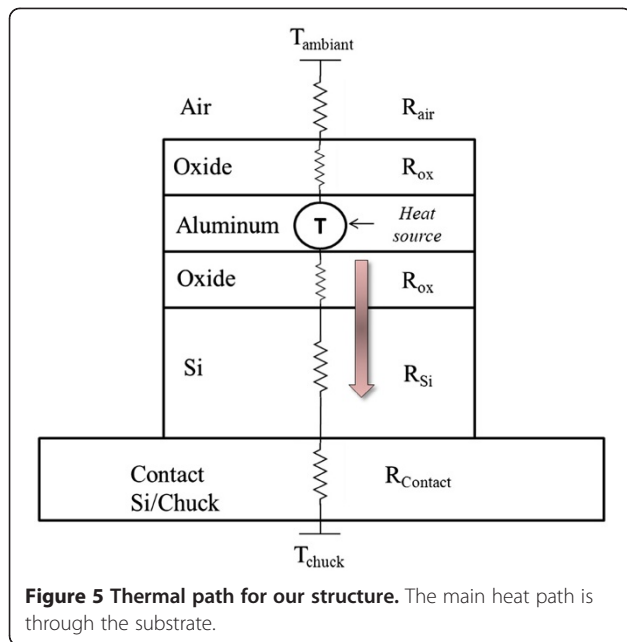 T_ambiant
Air R_air
Oxide R_ox
Aluminum T Heat
source
Oxide R_ox
Si R_Si
Contact R_Contact
Si/Chuck
T_chuck
Figure 5 Thermal path for our structure. The main heat path is
through the substrate.